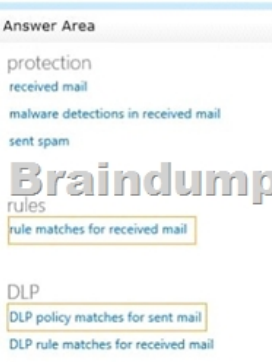 Answer Area
protection
received mail
malware detections in received mail
sent spam
Braindump
rules
rule matches for received mail
DLP
DLP policy matches for sent mail
DLP rule matches for received mail